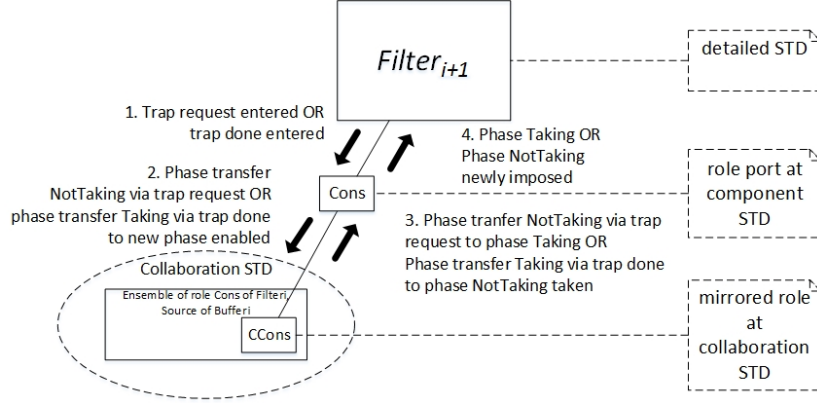 Filter i+1
detailed STD
1. Trap request entered OR
trap done entered
4. Phase Taking OR
Phase NotTaking
newly imposed
2. Phase transfer
NotTaking via trap request OR
phase transfer Taking via trap done
to new phase enabled
Cons
role port at
component
STD
3. Phase tranfer NotTaking via trap
request to phase Taking OR
Phase transfer Taking via trap done
to phase NotTaking taken
Collaboration STD
Ensemble of role Cons of Filteri,
Source of Bufferi
CCons
mirrored role
at
collaboration
STD